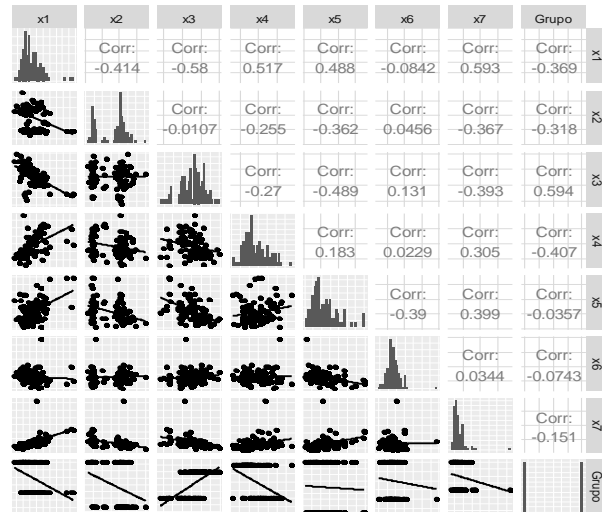 x1 x2 x3 x4 x5 x6 x7 Grupo
Corr: Corr: Corr: Corr: Corr: Corr: Corr:
-0.414 -0.58 0.517 0.488 -0.0842 0.593 -0.369
x1
Corr: Corr: Corr: Corr: Corr: Corr:
-0.0107 -0.255 -0.362 0.0456 -0.367 -0.318
x2
Corr: Corr: Corr: Corr: Corr:
-0.27 -0.489 0.131 -0.393 0.594
x3
Corr: Corr: Corr: Corr:
0.183 0.0229 0.305 -0.407
x4
Corr: Corr: Corr:
-0.39 0.399 -0.0357
x5
Corr: Corr:
0.0344 -0.0743
x6
Corr:
-0.151
x7
Grupo